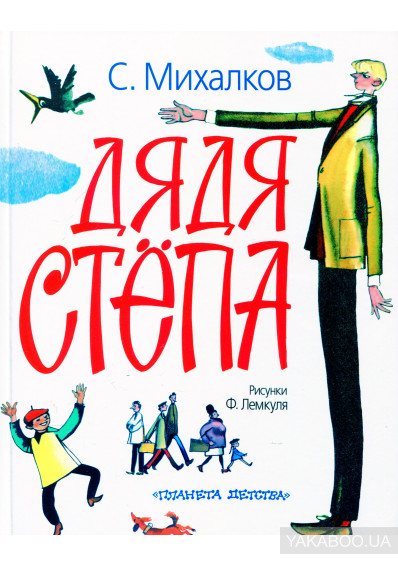 С. Михалков
ДЯДЯ
СТЁПА
Рисунки
Ф. Лемкуля
«ПЛАНЕТА ДЕТСТВА»
YAKABOO.UA